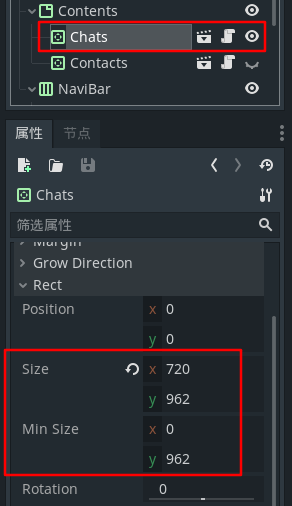 Contents
Chats
Contacts
NaviBar
属性 节点
Chats
筛选属性
Margin
Grow Direction
Rect
Position x 0
y 0
Size x 720
y 962
Min Size x 0
y 962
Rotation 0